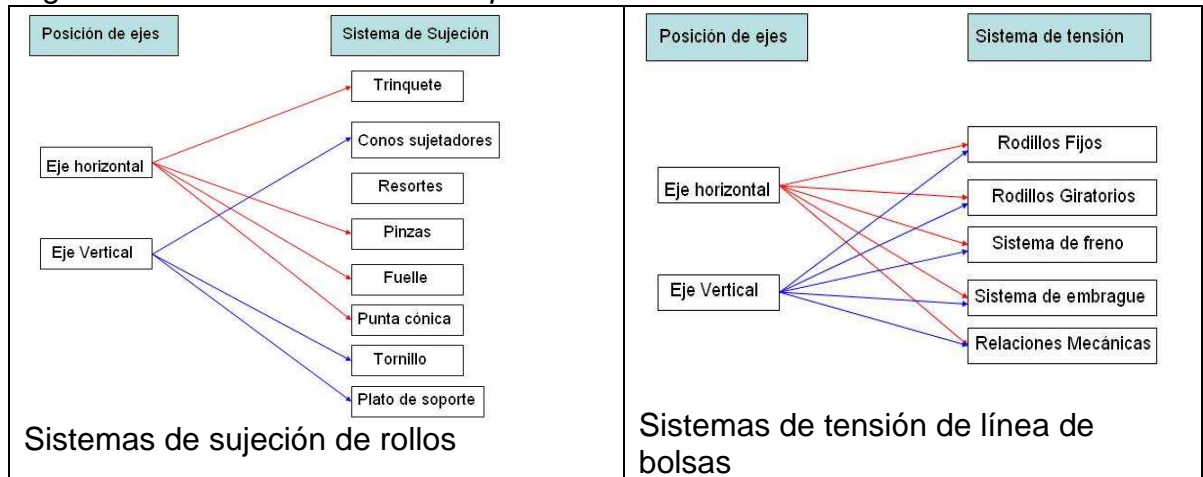 Posición de ejes
Sistema de Sujeción
Trinquete
Conos sujetadores
Eje horizontal
Resortes
Pinzas
Eje Vertical
Fuelle
Punta cónica
Tornillo
Plato de soporte
Sistemas de sujeción de rollos
Posición de ejes
Sistema de tensión
Rodillos Fijos
Eje horizontal
Rodillos Giratorios
Sistema de freno
Eje Vertical
Sistema de embrague
Relaciones Mecánicas
Sistemas de tensión de línea de
bolsas